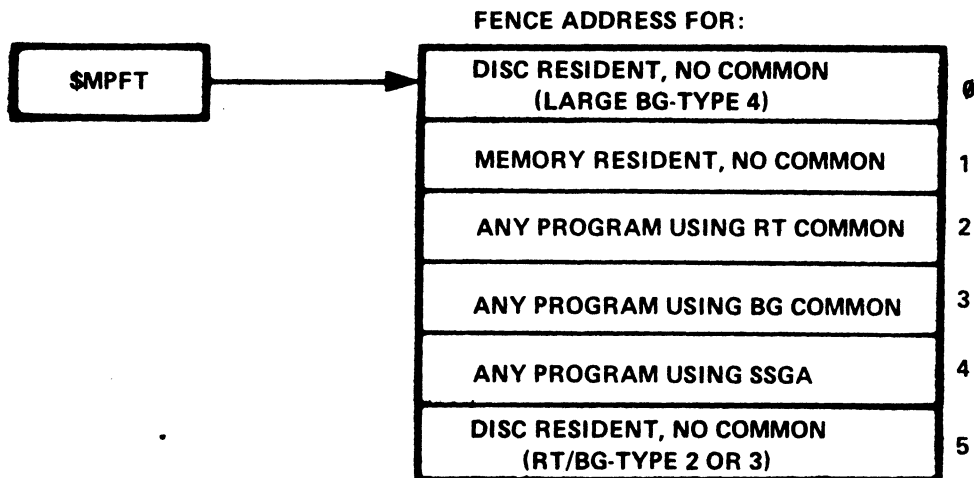 FENCE ADDRESS FOR:
$MPFT
DISC RESIDENT, NO COMMON
(LARGE BG-TYPE 4)
Ø
MEMORY RESIDENT, NO COMMON
1
ANY PROGRAM USING RT COMMON
2
ANY PROGRAM USING BG COMMON
3
ANY PROGRAM USING SSGA
4
DISC RESIDENT, NO COMMON
(RT/BG-TYPE 2 OR 3)
5